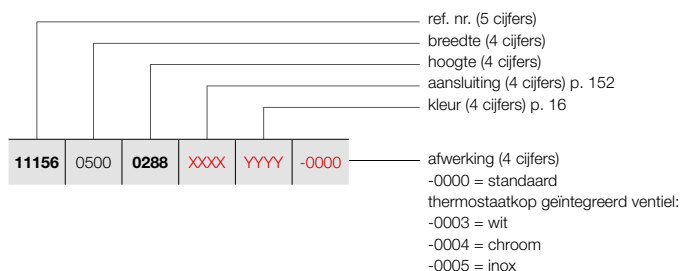 ref. nr. (5 cijfers)
breedte (4 cijfers)
hoogte (4 cijfers)
aansluiting (4 cijfers) p. 152
kleur (4 cijfers) p. 16
11156 0500 0288 XXXX YYYY -0000
afwerking (4 cijfers)
-0000 = standaard
thermostaatkop geïntegreerd ventiel:
-0003 = wit
-0004 = chroom
-0005 = inox